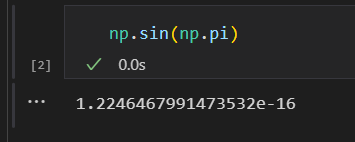 np.sin(np.pi)
[2]
✓ 0.0s
... 1.2246467991473532e-16